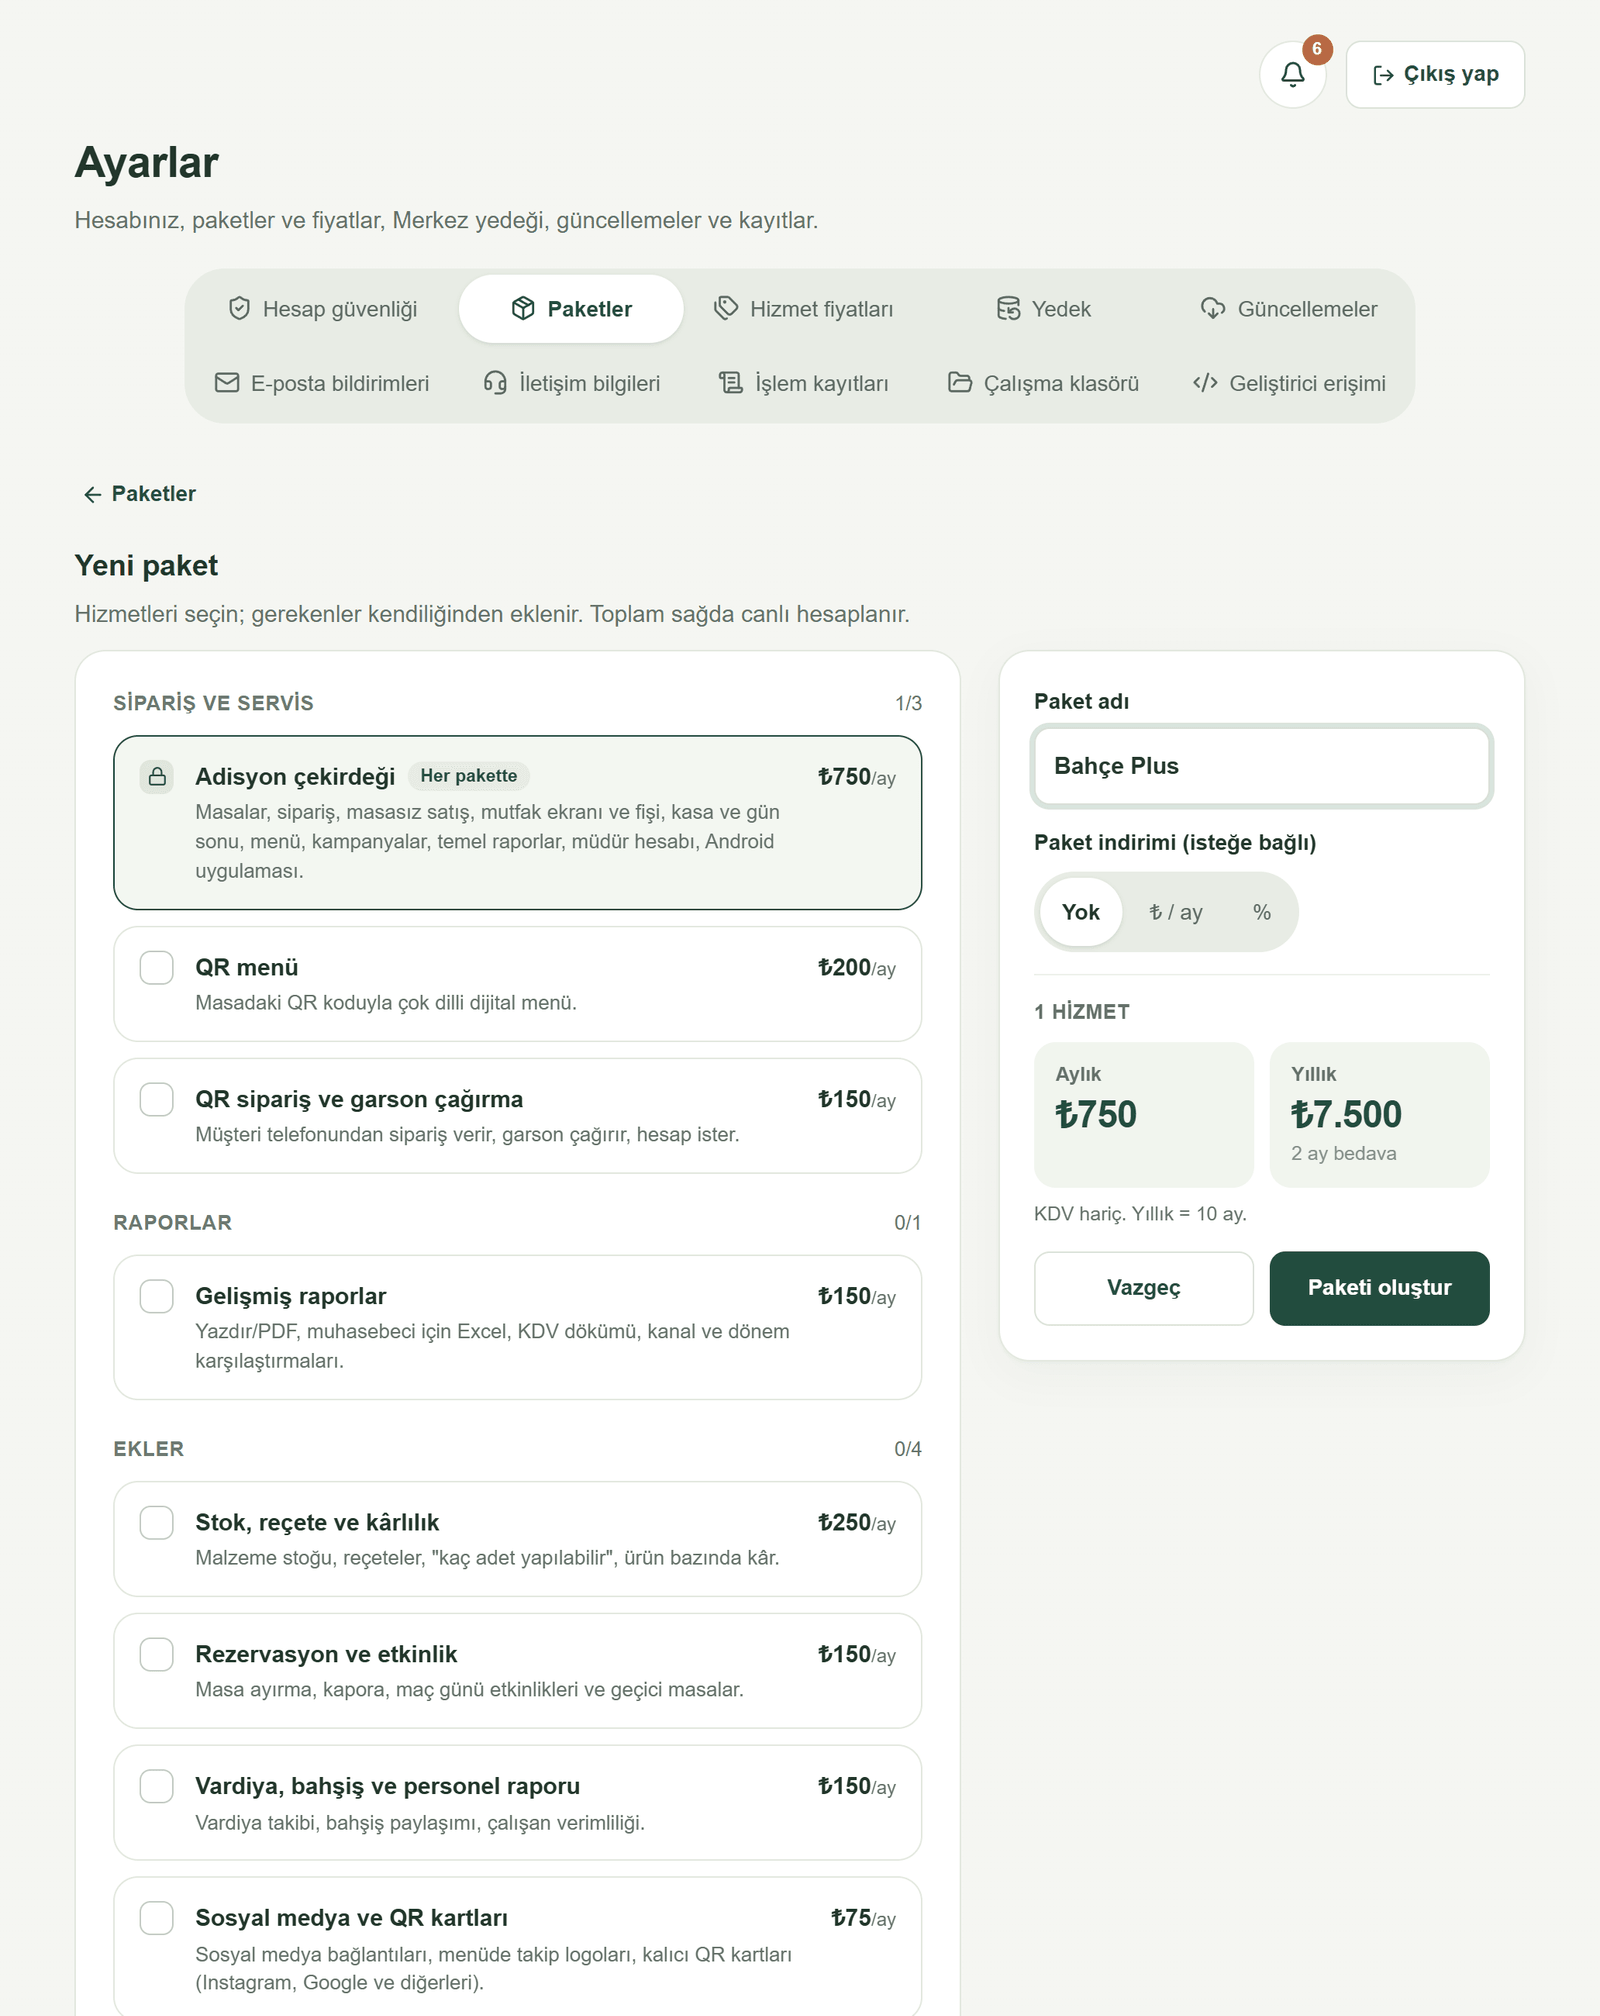 6
Çıkış yap
Ayarlar
Hesabınız, paketler ve fiyatlar, Merkez yedeği, güncellemeler ve kayıtlar.
Hesap güvenliği
Paketler
Hizmet fiyatları
Yedek
Güncellemeler
E-posta bildirimleri
İletişim bilgileri
İşlem kayıtları
Çalışma klasörü
Geliştirici erişimi
Paketler
Yeni paket
Hizmetleri seçin; gerekenler kendiliğinden eklenir. Toplam sağda canlı hesaplanır.
SİPARİŞ VE SERVİS 1/3
Adisyon çekirdeği Her pakette ₺750/ay
Masalar, sipariş, masasız satış, mutfak ekranı ve fişi, kasa ve gün
sonu, menü, kampanyalar, temel raporlar, müdür hesabı, Android
uygulaması.
QR menü ₺200/ay
Masadaki QR koduyla çok dilli dijital menü.
QR sipariş ve garson çağırma ₺150/ay
Müşteri telefonundan sipariş verir, garson çağırır, hesap ister.
RAPORLAR 0/1
Gelişmiş raporlar ₺150/ay
Yazdır/PDF, muhasebeci için Excel, KDV dökümü, kanal ve dönem
karşılaştırmaları.
EKLER 0/4
Stok, reçete ve kârlılık ₺250/ay
Malzeme stoğu, reçeteler, "kaç adet yapılabilir", ürün bazında kâr.
Rezervasyon ve etkinlik ₺150/ay
Masa ayırma, kapora, maç günü etkinlikleri ve geçici masalar.
Vardiya, bahşiş ve personel raporu ₺150/ay
Vardiya takibi, bahşiş paylaşımı, çalışan verimliliği.
Sosyal medya ve QR kartları ₺75/ay
Sosyal medya bağlantıları, menüde takip logoları, kalıcı QR kartları
(Instagram, Google ve diğerleri).
Paket adı
Bahçe Plus
Paket indirimi (isteğe bağlı)
Yok ₺ / ay %
1 HİZMET
Aylık
₺750
Yıllık
₺7.500
2 ay bedava
KDV hariç. Yıllık = 10 ay.
Vazgeç
Paketi oluştur